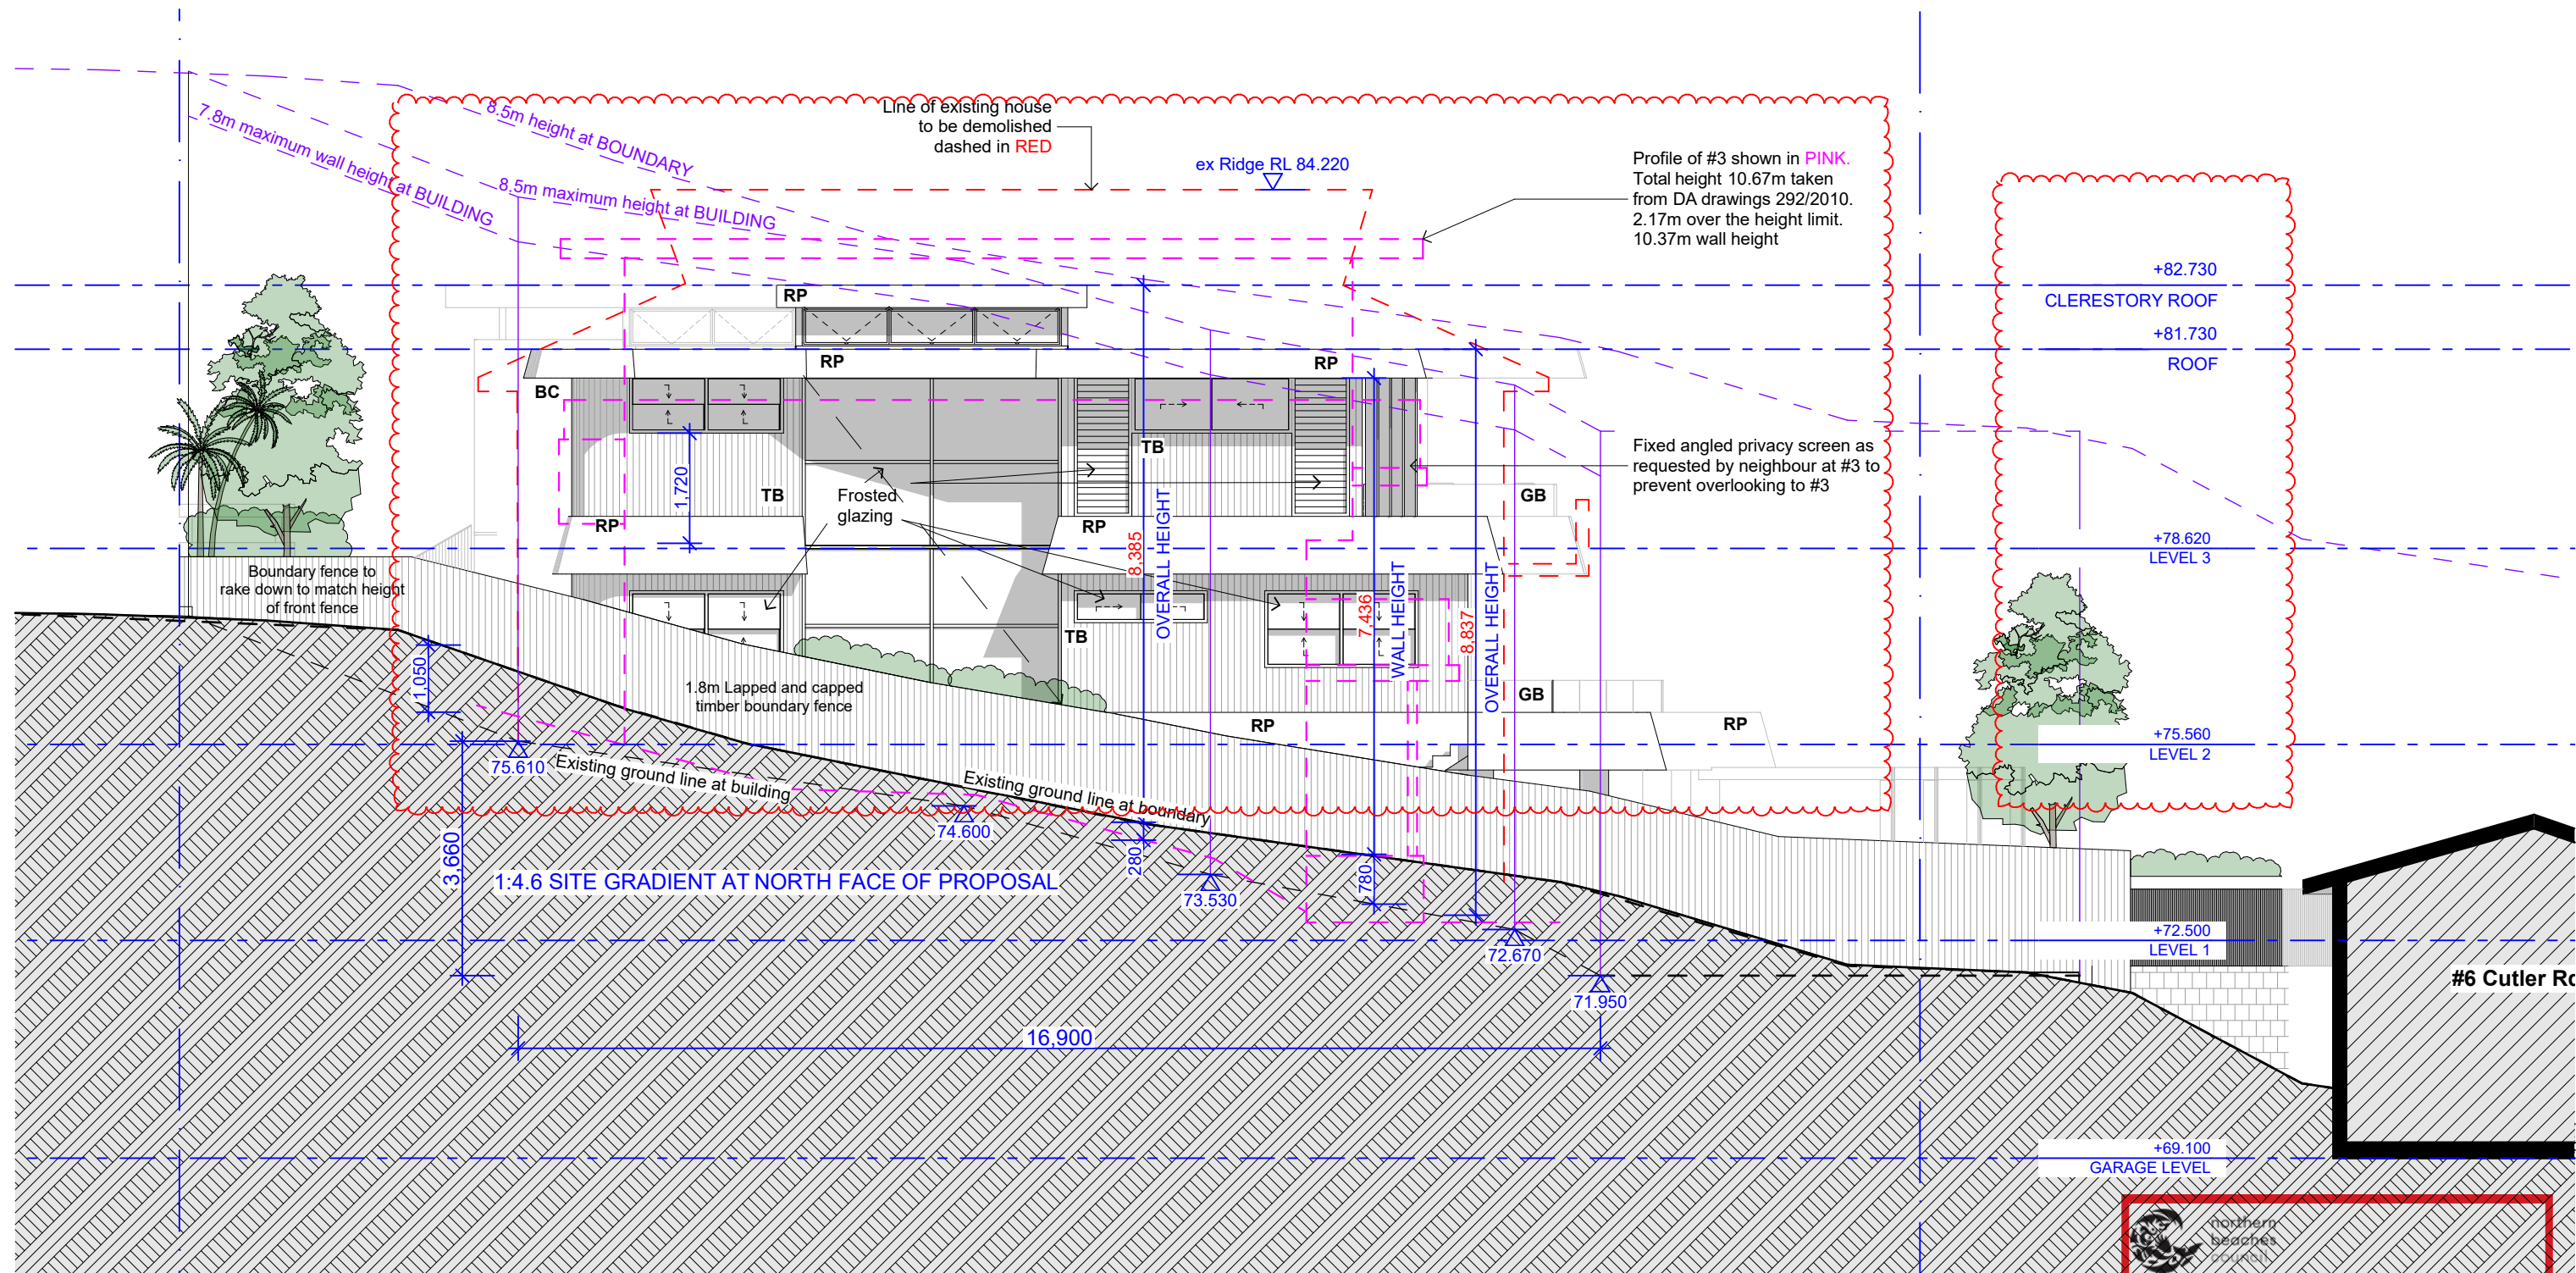 8.5m height at BOUNDARY
7.8m maximum wall height at BUILDING
8.5m maximum height at BUILDING
Line of existing house
to be demolished
dashed in RED
ex Ridge RL 84.220
Profile of #3 shown in PINK.
Total height 10.67m taken
from DA drawings 292/2010.
2.17m over the height limit.
10.37m wall height
+82.730
CLERESTORY ROOF
+81.730
ROOF
RP
RP
RP
BC
TB
TB
1,720
Frosted
glazing
Fixed angled privacy screen as
requested by neighbour at #3 to
prevent overlooking to #3
GB
RP
RP
8,385
OVERALL HEIGHT
+78.620
LEVEL 3
Boundary fence to
rake down to match height
of front fence
7,436
WALL HEIGHT
8,837
OVERALL HEIGHT
TB
1,050
1.8m Lapped and capped
timber boundary fence
GB
RP
RP
+75.560
LEVEL 2
75.610
Existing ground line at building
Existing ground line at boundary
74.600
3,660
280
780
1:4.6 SITE GRADIENT AT NORTH FACE OF PROPOSAL
73.530
72.670
+72.500
LEVEL 1
71.950
#6 Cutler Rd
16,900
+69.100
GARAGE LEVEL
northern
beaches
council